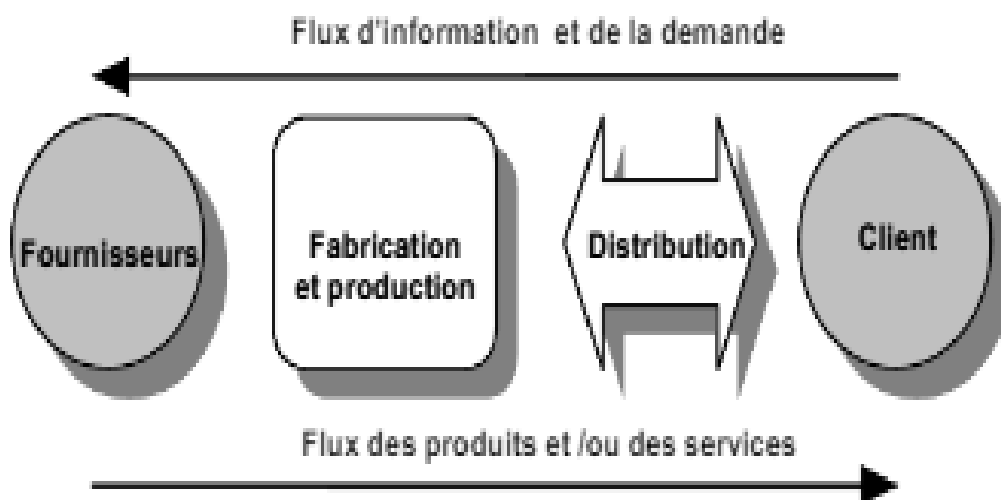 Flux d'information et de la demande
Fournisseurs
Fabrication
et production
Distribution
Client
Flux des produits et /ou des services